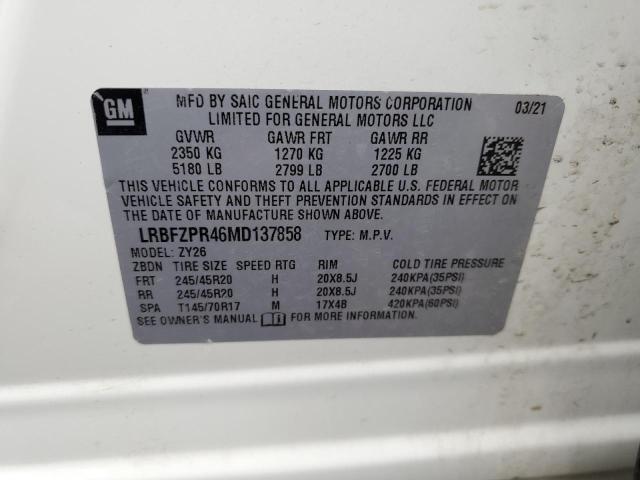 GM
MFD BY SAIC GENERAL MOTORS CORPORATION 03/21
LIMITED FOR GENERAL MOTORS LLC
GVWR GAWR FRT GAWR RR
2350 KG 1270 KG 1225 KG
5180 LB 2799 LB 2700 LB
THIS VEHICLE CONFORMS TO ALL APPLICABLE U.S. FEDERAL MOTOR
VEHICLE SAFETY AND THEFT PREVENTION STANDARDS IN EFFECT ON
THE DATE OF MANUFACTURE SHOWN ABOVE.
LRBFZPR46MD137858 TYPE: M.P.V.
MODEL: ZY26
ZBDN TIRE SIZE SPEED RTG RIM COLD TIRE PRESSURE
FRT 245/45R20 H 20X8.5J 240KPA(35PSI)
RR 245/45R20 H 20X8.5J 240KPA(35PSI)
SPA T145/70R17 M 17X4B 420KPA(60PSI)
SEE OWNER'S MANUAL FOR MORE INFORMATION.